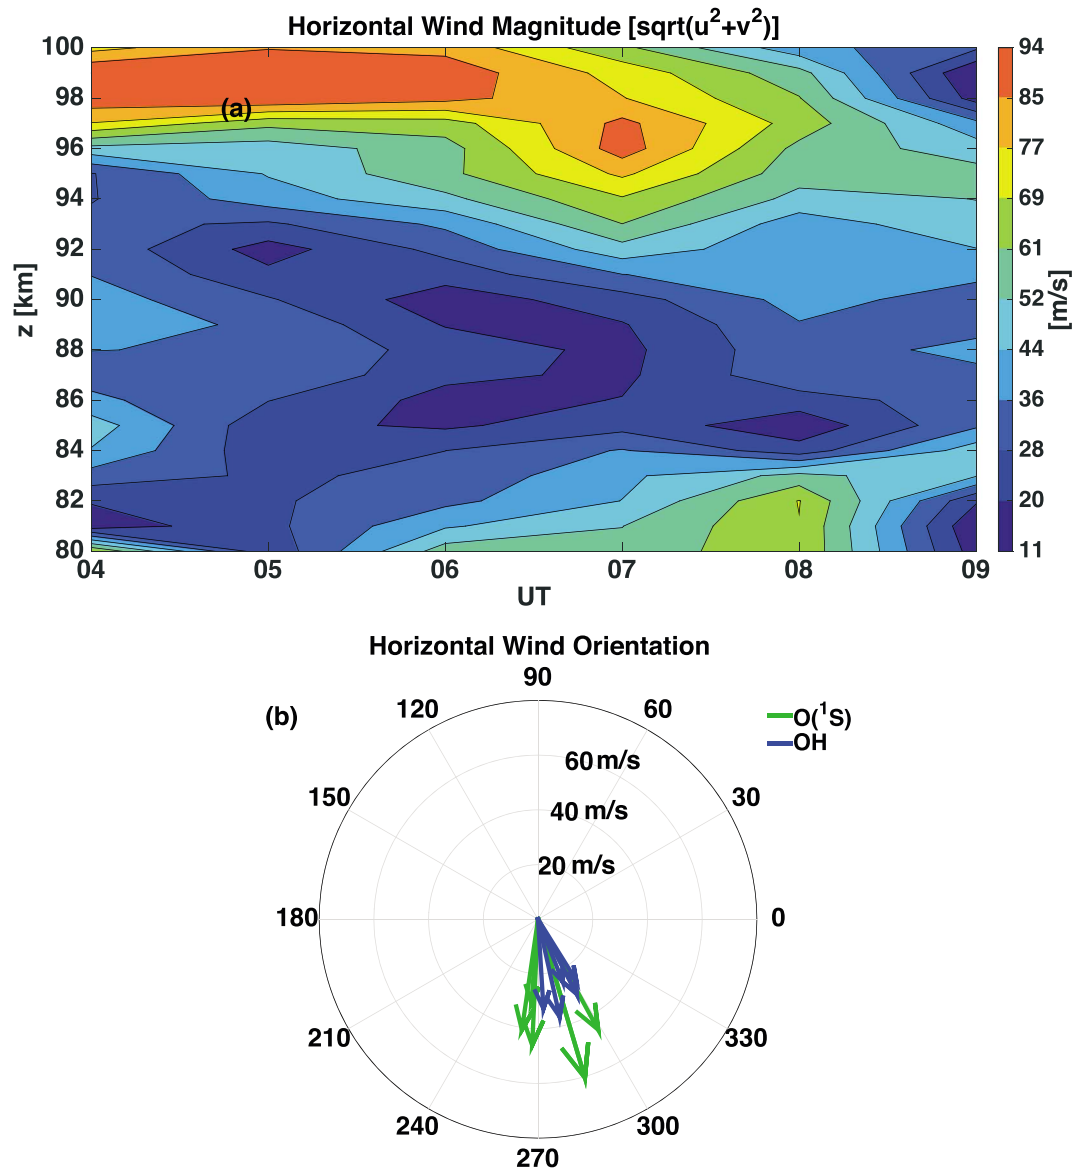 Horizontal Wind Magnitude [sqrt(u²+v²)]
100
98
96
94
92
90
88
86
84
82
80
z [km]
(a)
04 05 06 07 08 09
UT
94
85
77
69
61
52
44
36
28
20
11
[m/s]
Horizontal Wind Orientation
(b)
90
120 60
150 30
180 0
210 330
240 300
270
60 m/s
40 m/s
20 m/s
O(¹S)
OH